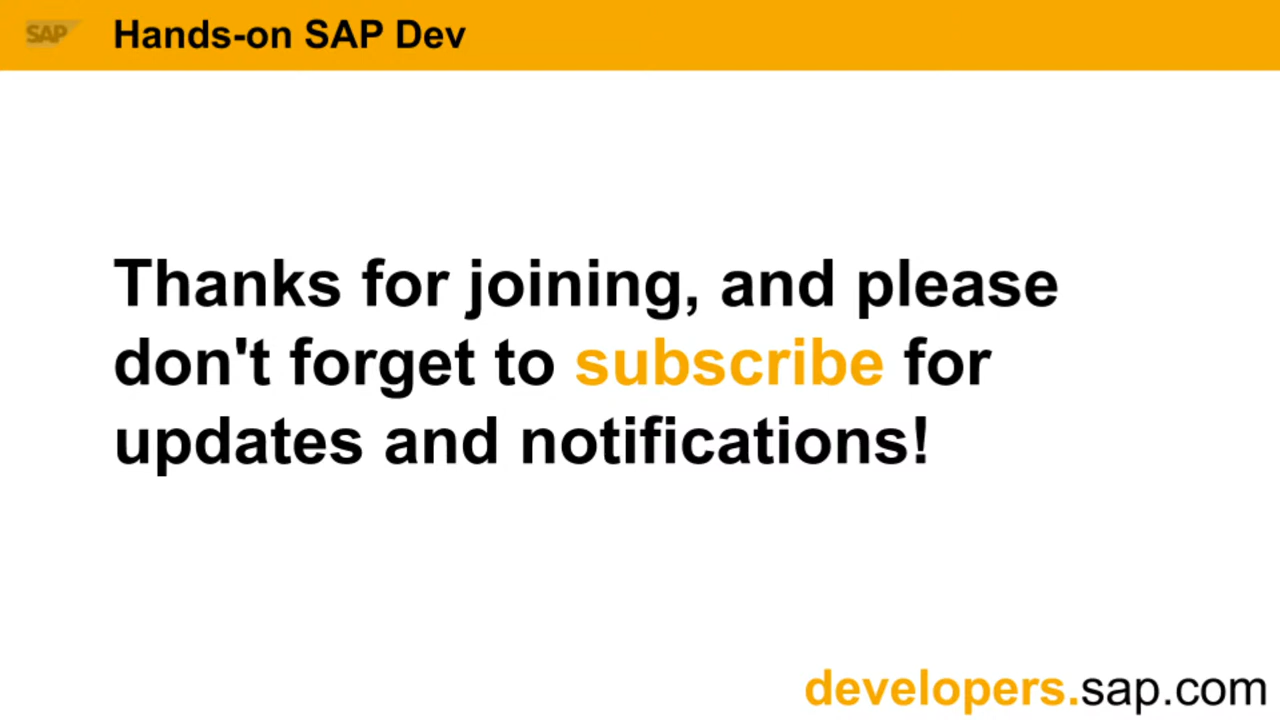 SAP Hands-on SAP Dev
Thanks for joining, and please
don't forget to subscribe for
updates and notifications!
developers.sap.com